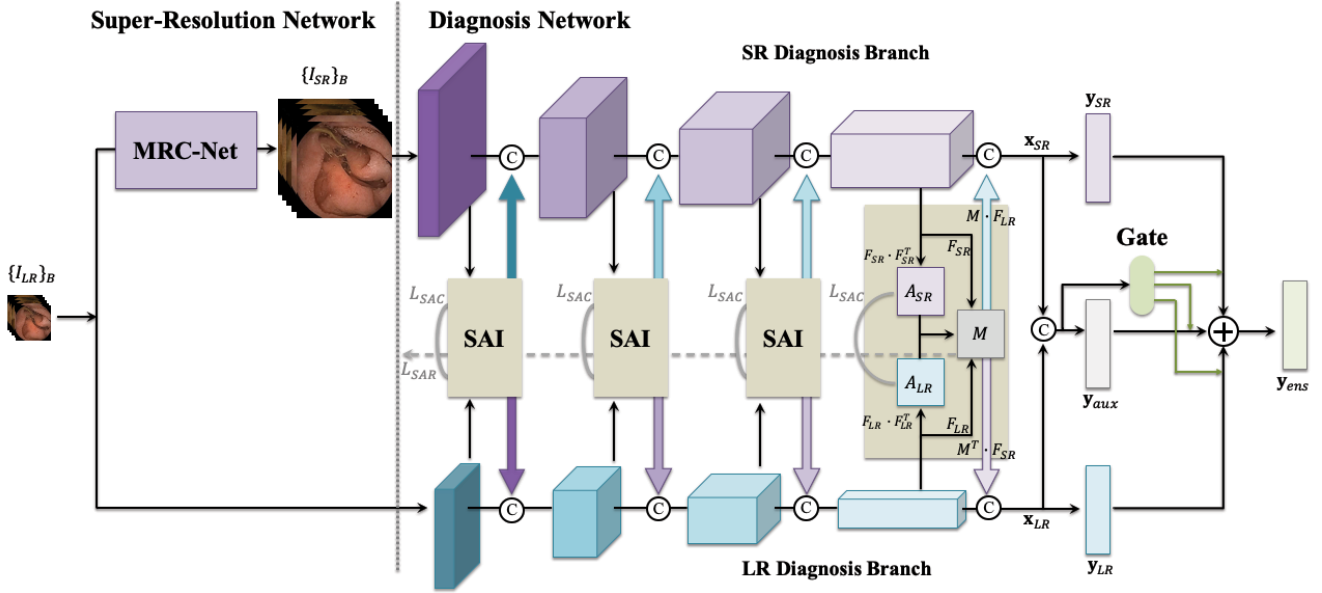 Super-Resolution Network
Diagnosis Network
SR Diagnosis Branch
{I_SR}_B
MRC-Net
C
C
C
C
x_SR
y_SR
M · F_LR
F_SR · F_SR^T
F_SR
Gate
{I_LR}_B
L_SAC
L_SAC
L_SAC
L_SAC
A_SR
SAI
SAI
SAI
M
C
+
L_SAR
A_LR
y_aux
y_ens
F_LR · F_LR^T
F_LR
M^T · F_SR
C
C
C
C
x_LR
y_LR
LR Diagnosis Branch